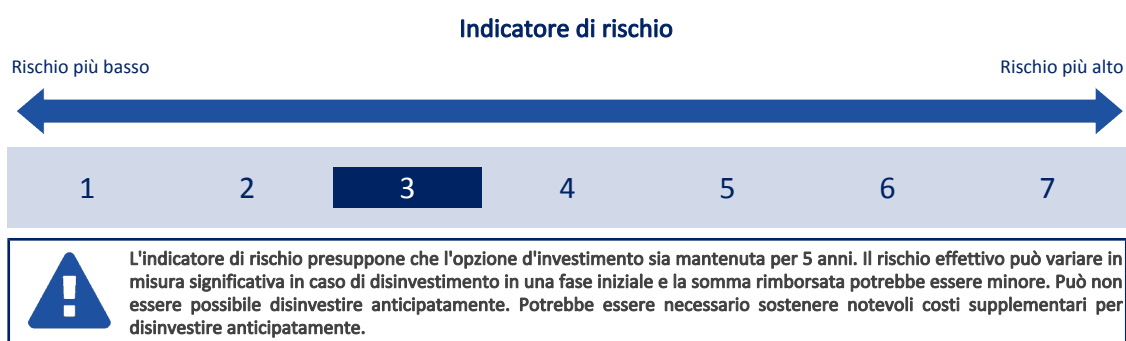 Indicatore di rischio
Rischio più basso
Rischio più alto
1 2 3 4 5 6 7
L'indicatore di rischio presuppone che l'opzione d'investimento sia mantenuta per 5 anni. Il rischio effettivo può variare in
misura significativa in caso di disinvestimento in una fase iniziale e la somma rimborsata potrebbe essere minore. Può non
essere possibile disinvestire anticipatamente. Potrebbe essere necessario sostenere notevoli costi supplementari per
disinvestire anticipatamente.